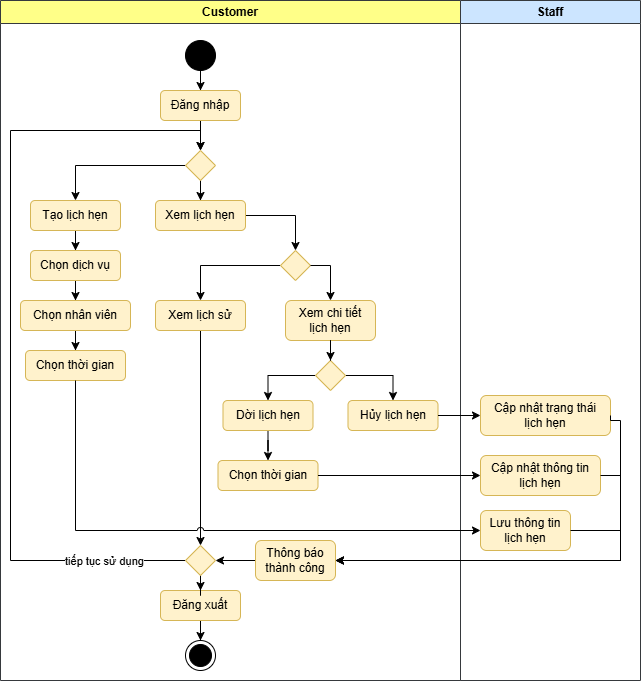 Customer
Staff
Đăng nhập
Tạo lịch hẹn
Xem lịch hẹn
Chọn dịch vụ
Chọn nhân viên
Xem lịch sử
Xem chi tiết
lịch hẹn
Chọn thời gian
Dời lịch hẹn
Hủy lịch hẹn
Cập nhật trạng thái
lịch hẹn
Chọn thời gian
Cập nhật thông tin
lịch hẹn
Lưu thông tin
lịch hẹn
tiếp tục sử dụng
Thông báo
thành công
Đăng xuất